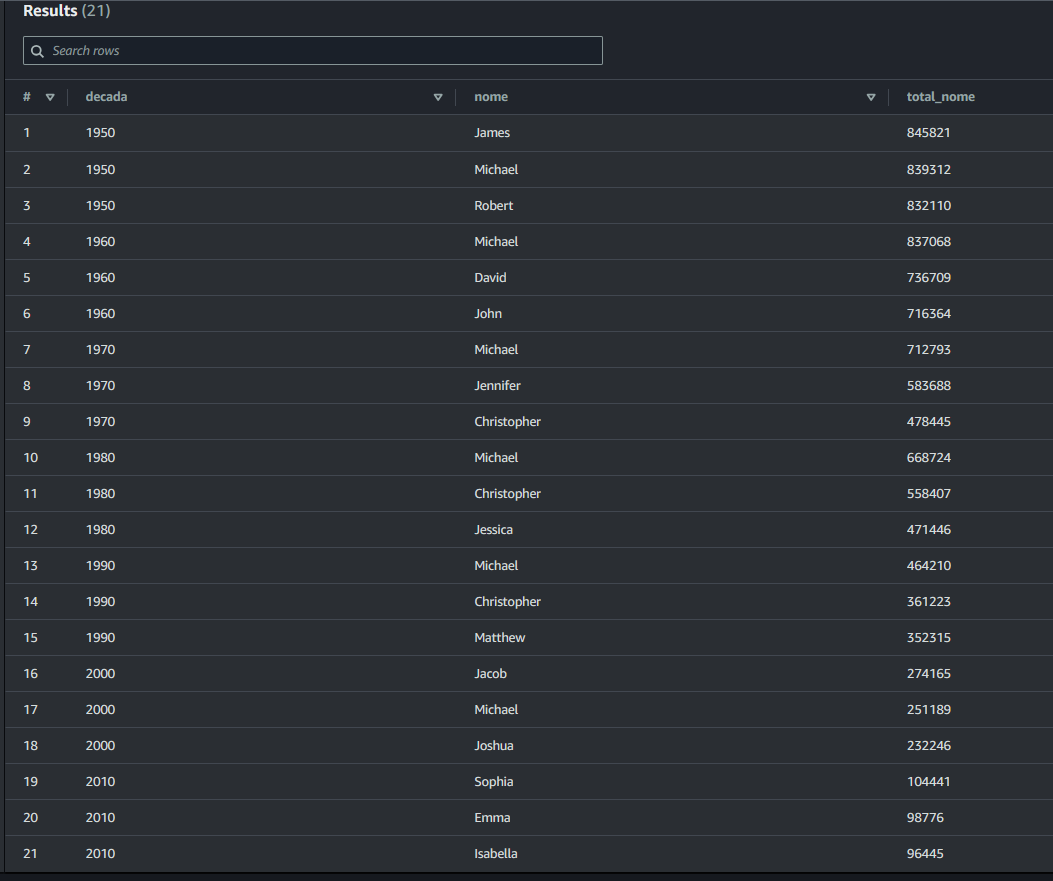 Results (21)
Search rows
# decada nome total_nome
1 1950 James 845821
2 1950 Michael 839312
3 1950 Robert 832110
4 1960 Michael 837068
5 1960 David 736709
6 1960 John 716364
7 1970 Michael 712793
8 1970 Jennifer 583688
9 1970 Christopher 478445
10 1980 Michael 668724
11 1980 Christopher 558407
12 1980 Jessica 471446
13 1990 Michael 464210
14 1990 Christopher 361223
15 1990 Matthew 352315
16 2000 Jacob 274165
17 2000 Michael 251189
18 2000 Joshua 232246
19 2010 Sophia 104441
20 2010 Emma 98776
21 2010 Isabella 96445